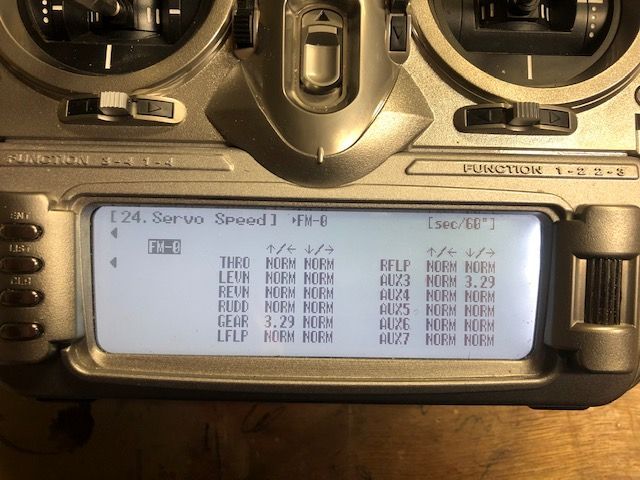 FUNCTION 3-4 1-4
FUNCTION 1-2 2-3
ENT
LIST
CLR
[24.Servo Speed] ▸FM-0 [sec/60°]
FM-0
↑/← ↓/→ ↑/← ↓/→
THRO NORM NORM RFLP NORM NORM
LEVN NORM NORM AUX3 NORM 3.29
REVN NORM NORM AUX4 NORM NORM
RUDD NORM NORM AUX5 NORM NORM
GEAR 3.29 NORM AUX6 NORM NORM
LFLP NORM NORM AUX7 NORM NORM